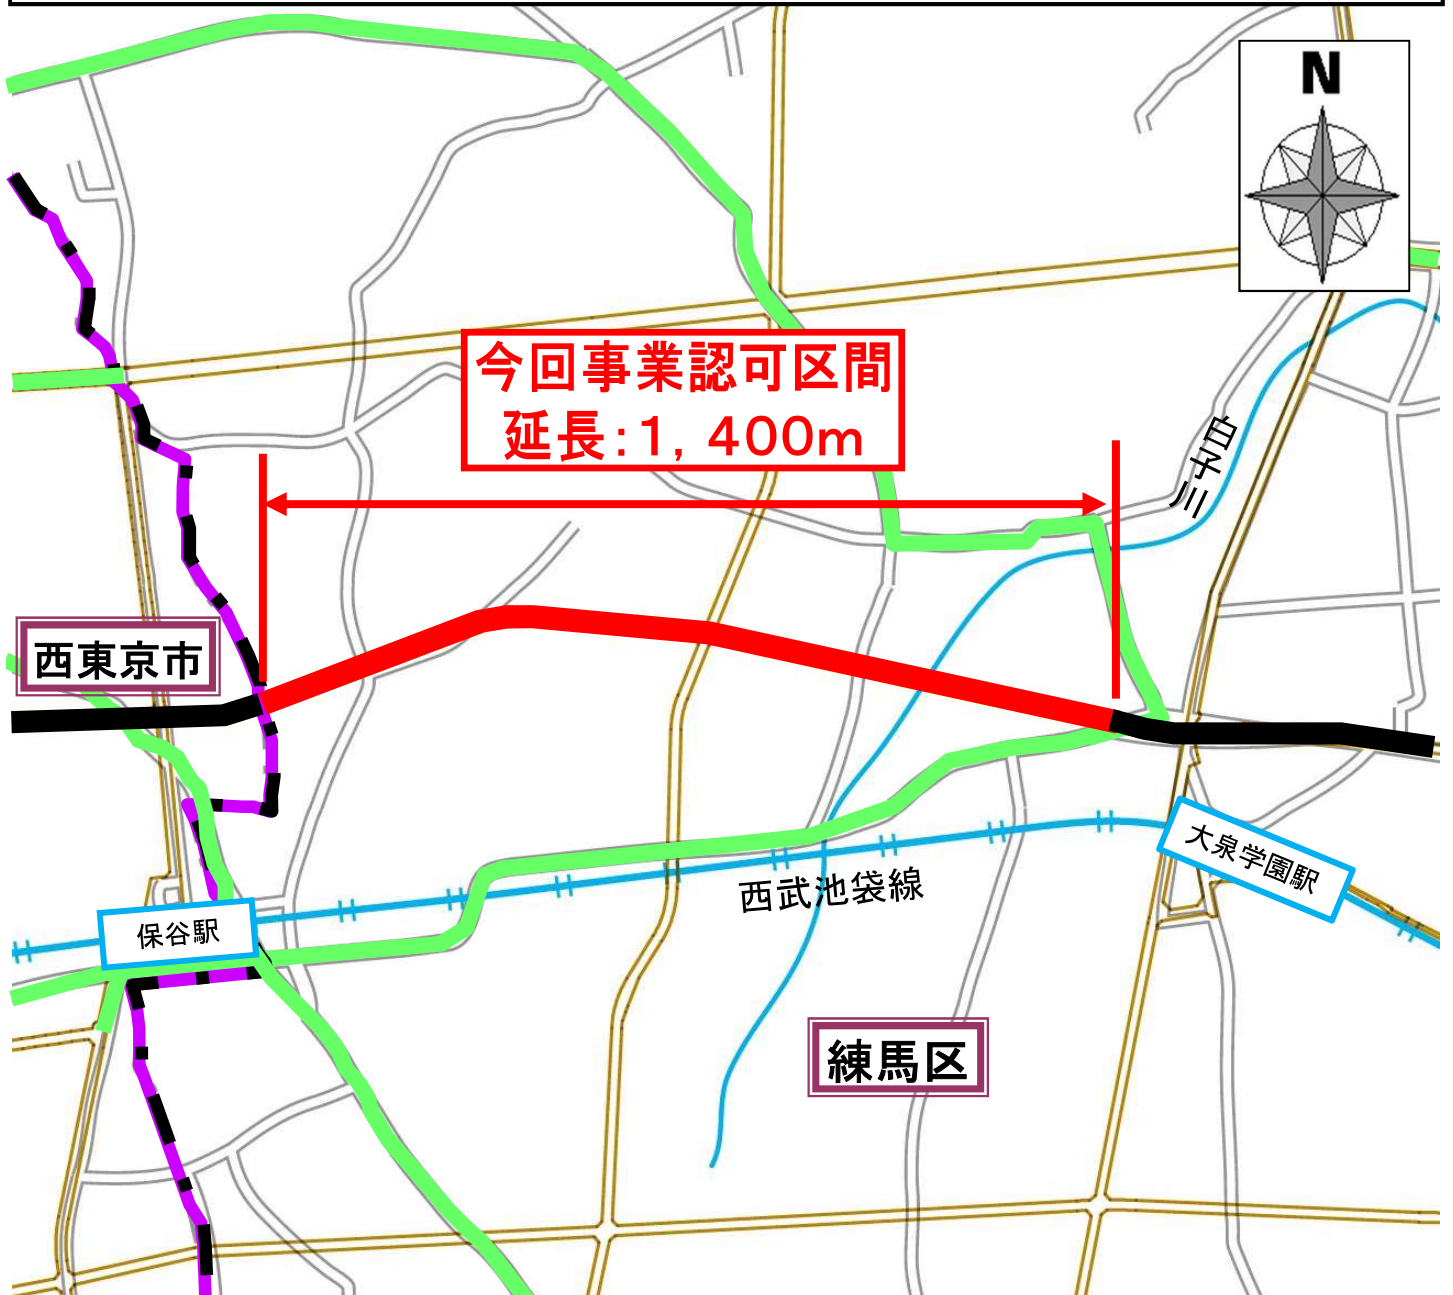 N
今回事業認可区間
延長:1,400m
白子川
西東京市
大泉学園駅
西武池袋線
保谷駅
練馬区